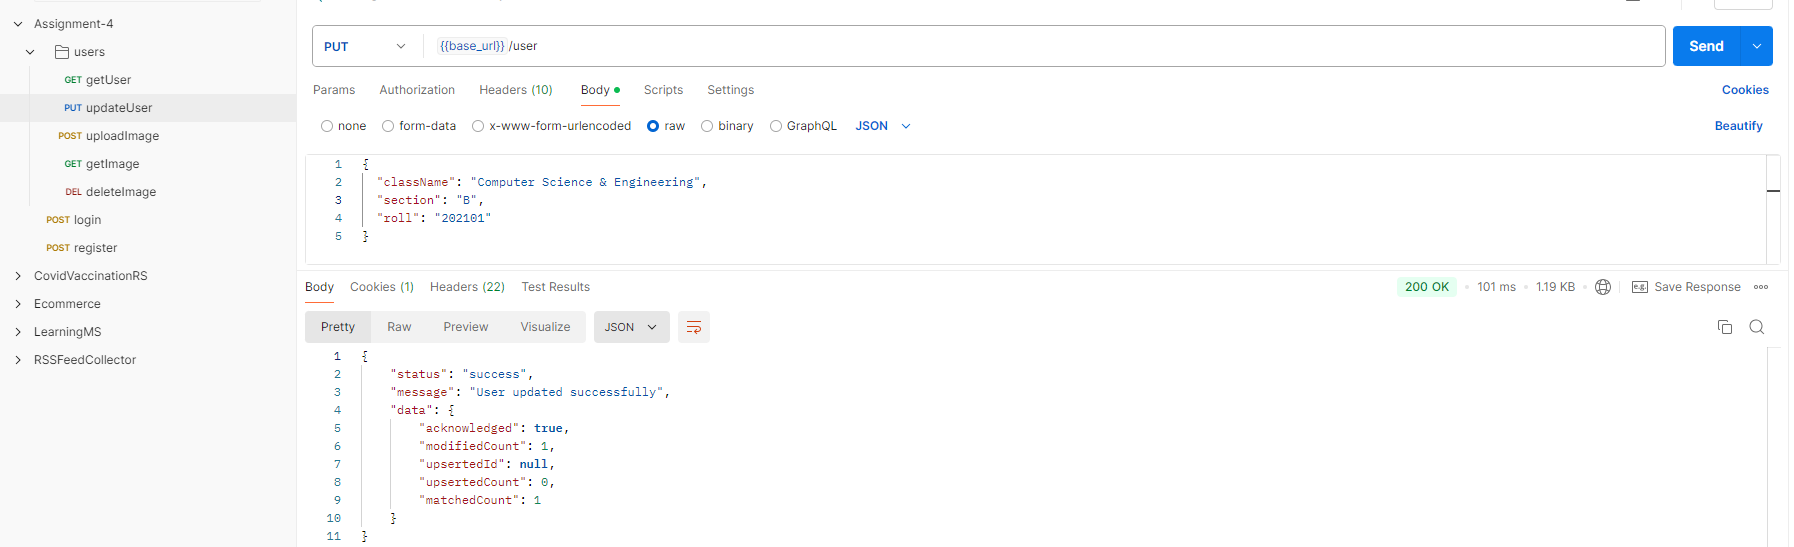 Assignment-4
users
GET getUser
PUT updateUser
POST uploadImage
GET getImage
DEL deleteImage
POST login
POST register
CovidVaccinationRS
Ecommerce
LearningMS
RSSFeedCollector
PUT {{base_url}} /user Send
Params Authorization Headers (10) Body Scripts Settings Cookies
none form-data x-www-form-urlencoded raw binary GraphQL JSON Beautify
1 {
2 "className": "Computer Science & Engineering",
3 "section": "B",
4 "roll": "202101"
5 }
Body Cookies (1) Headers (22) Test Results 200 OK 101 ms 1.19 KB e.g. Save Response
Pretty Raw Preview Visualize JSON
1 {
2 "status": "success",
3 "message": "User updated successfully",
4 "data": {
5 "acknowledged": true,
6 "modifiedCount": 1,
7 "upsertedId": null,
8 "upsertedCount": 0,
9 "matchedCount": 1
10 }
11 }